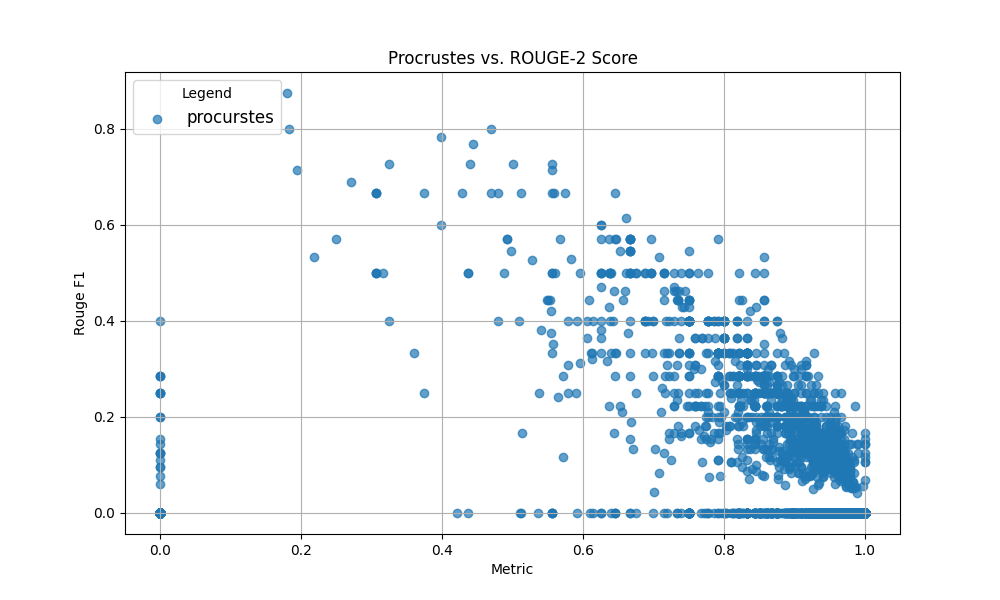 Procrustes vs. ROUGE-2 Score
Legend
procurstes
Rouge F1
0.8
0.6
0.4
0.2
0.0
0.0 0.2 0.4 0.6 0.8 1.0
Metric